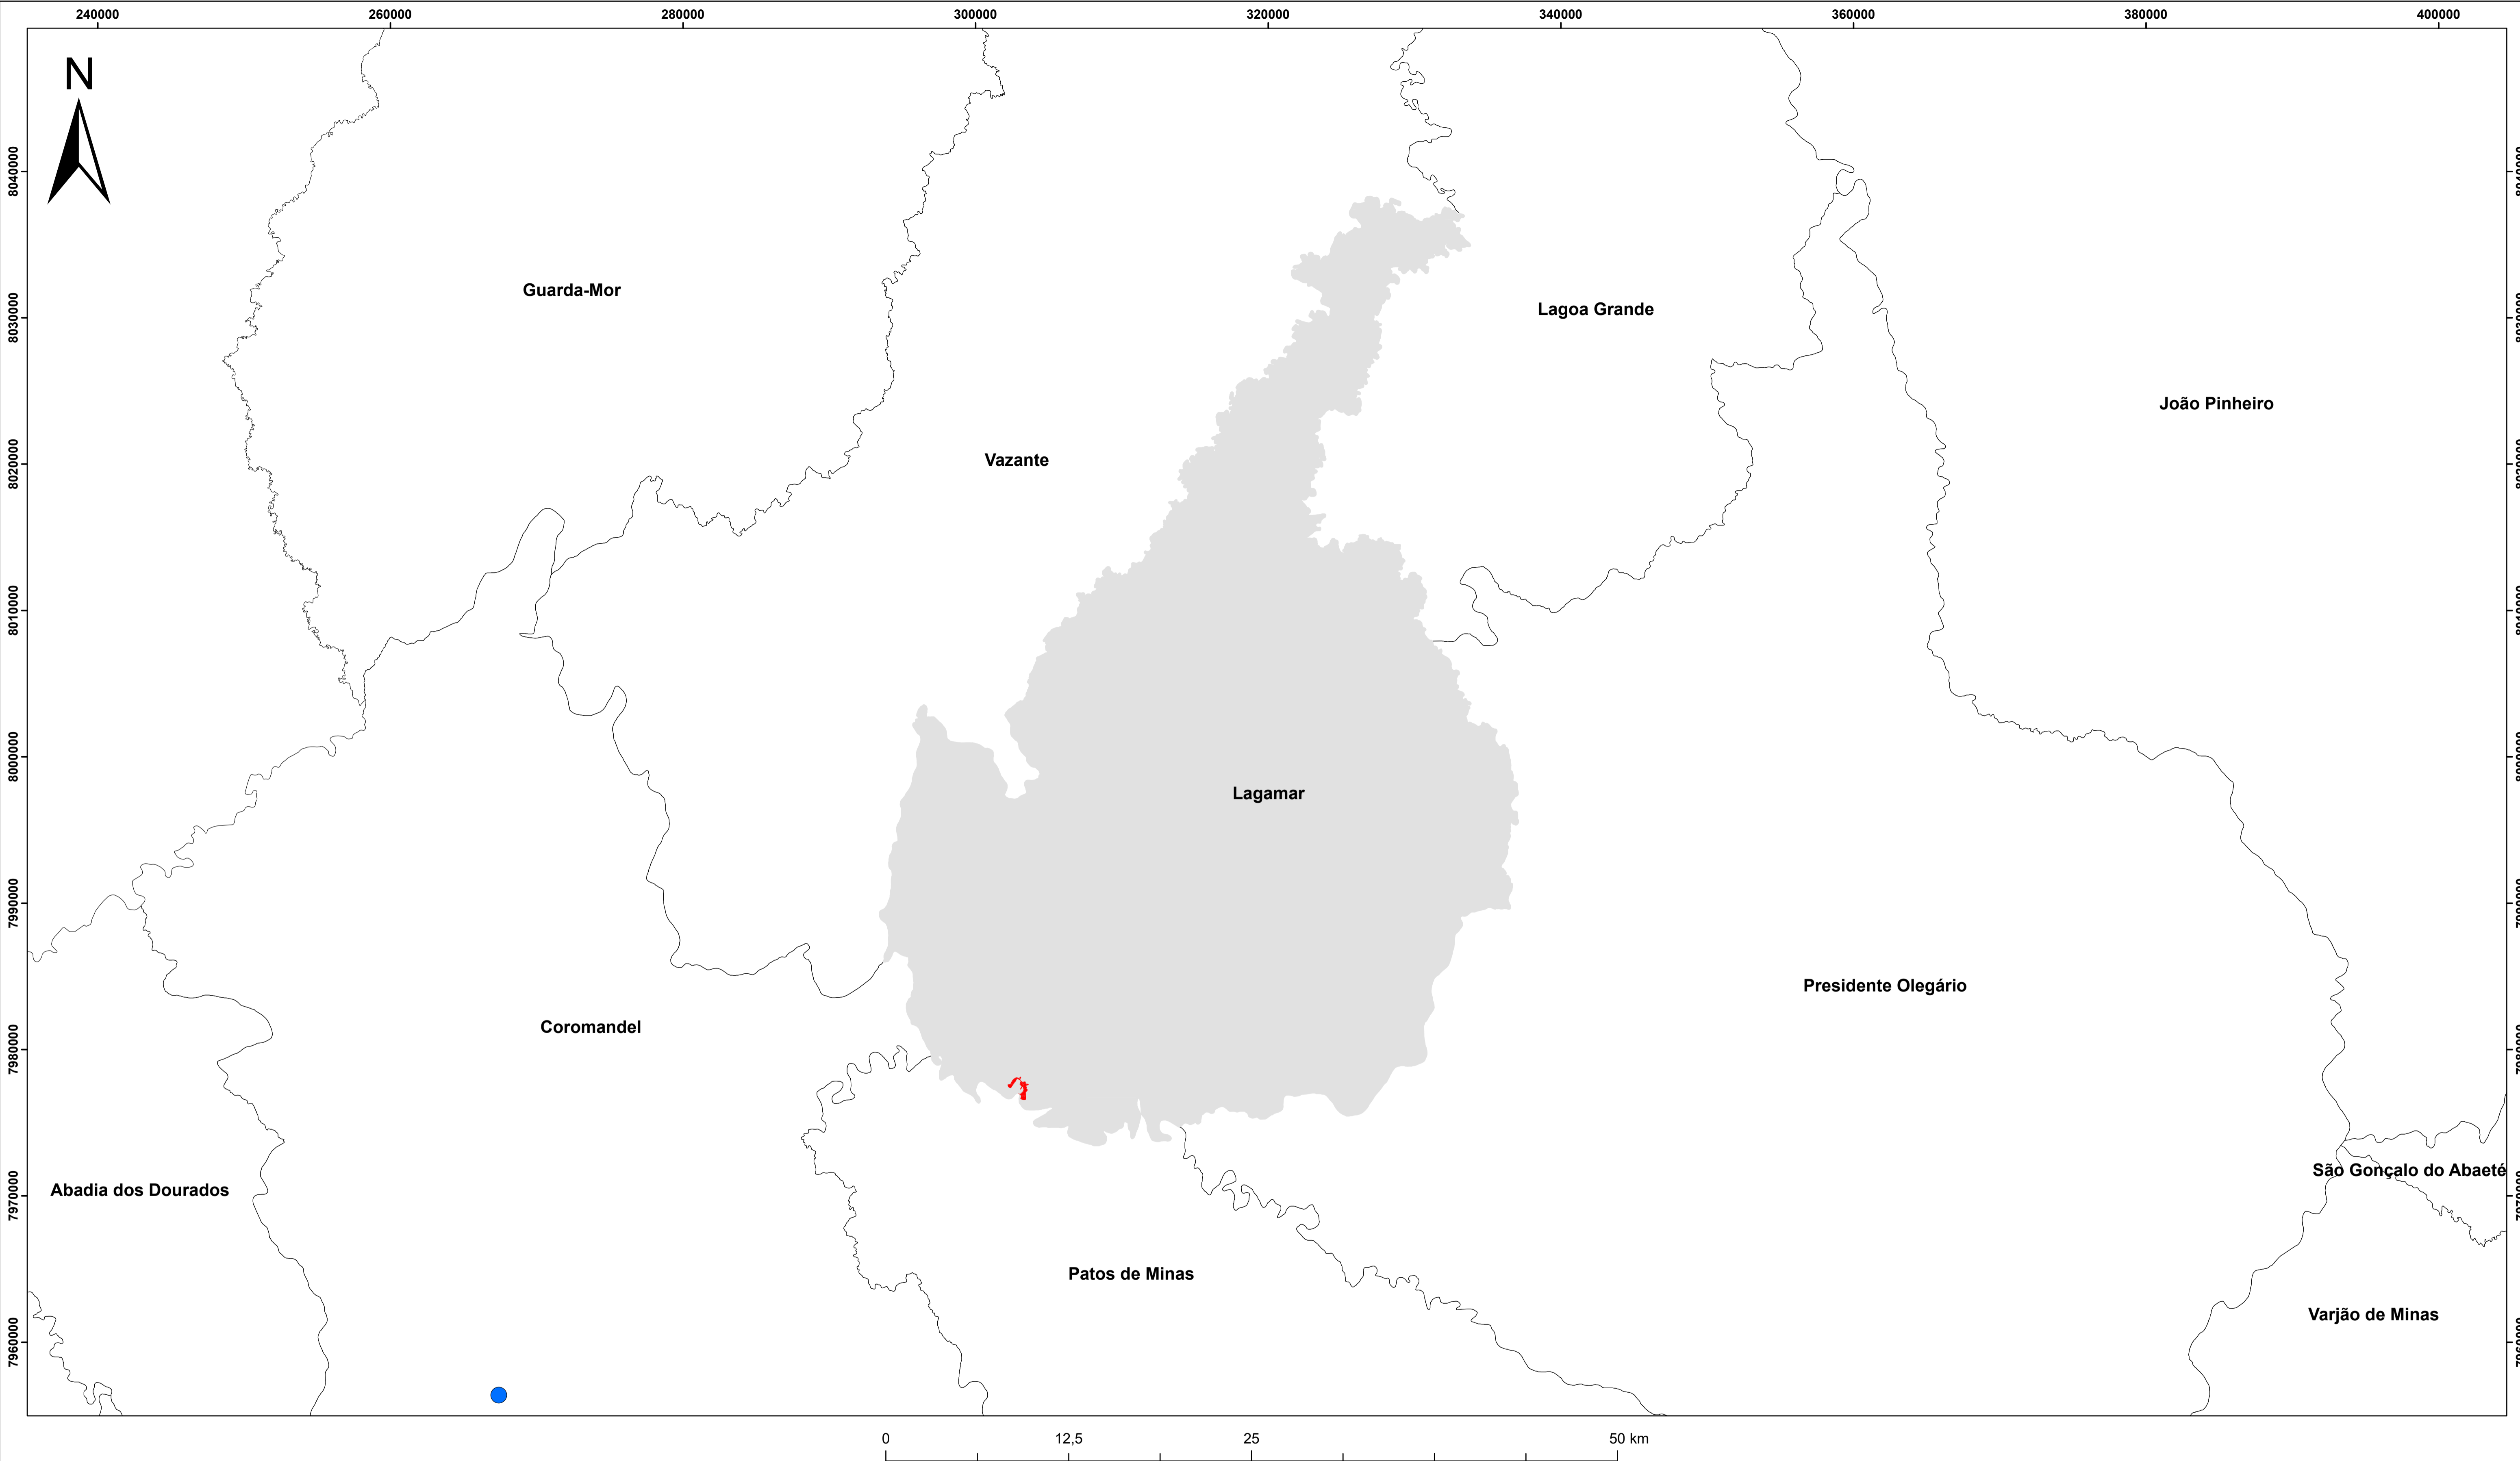 240000 260000 280000 300000 320000 340000 360000 380000 400000
N
8040000
Guarda-Mor
8030000
Lagoa Grande
João Pinheiro
8020000
Vazante
8010000
8000000
Lagamar
7990000
Presidente Olegário
Coromandel
7980000
São Gonçalo do Abaeté
Abadia dos Dourados
7970000
Patos de Minas
Varjão de Minas
7960000
0 12,5 25 50 km